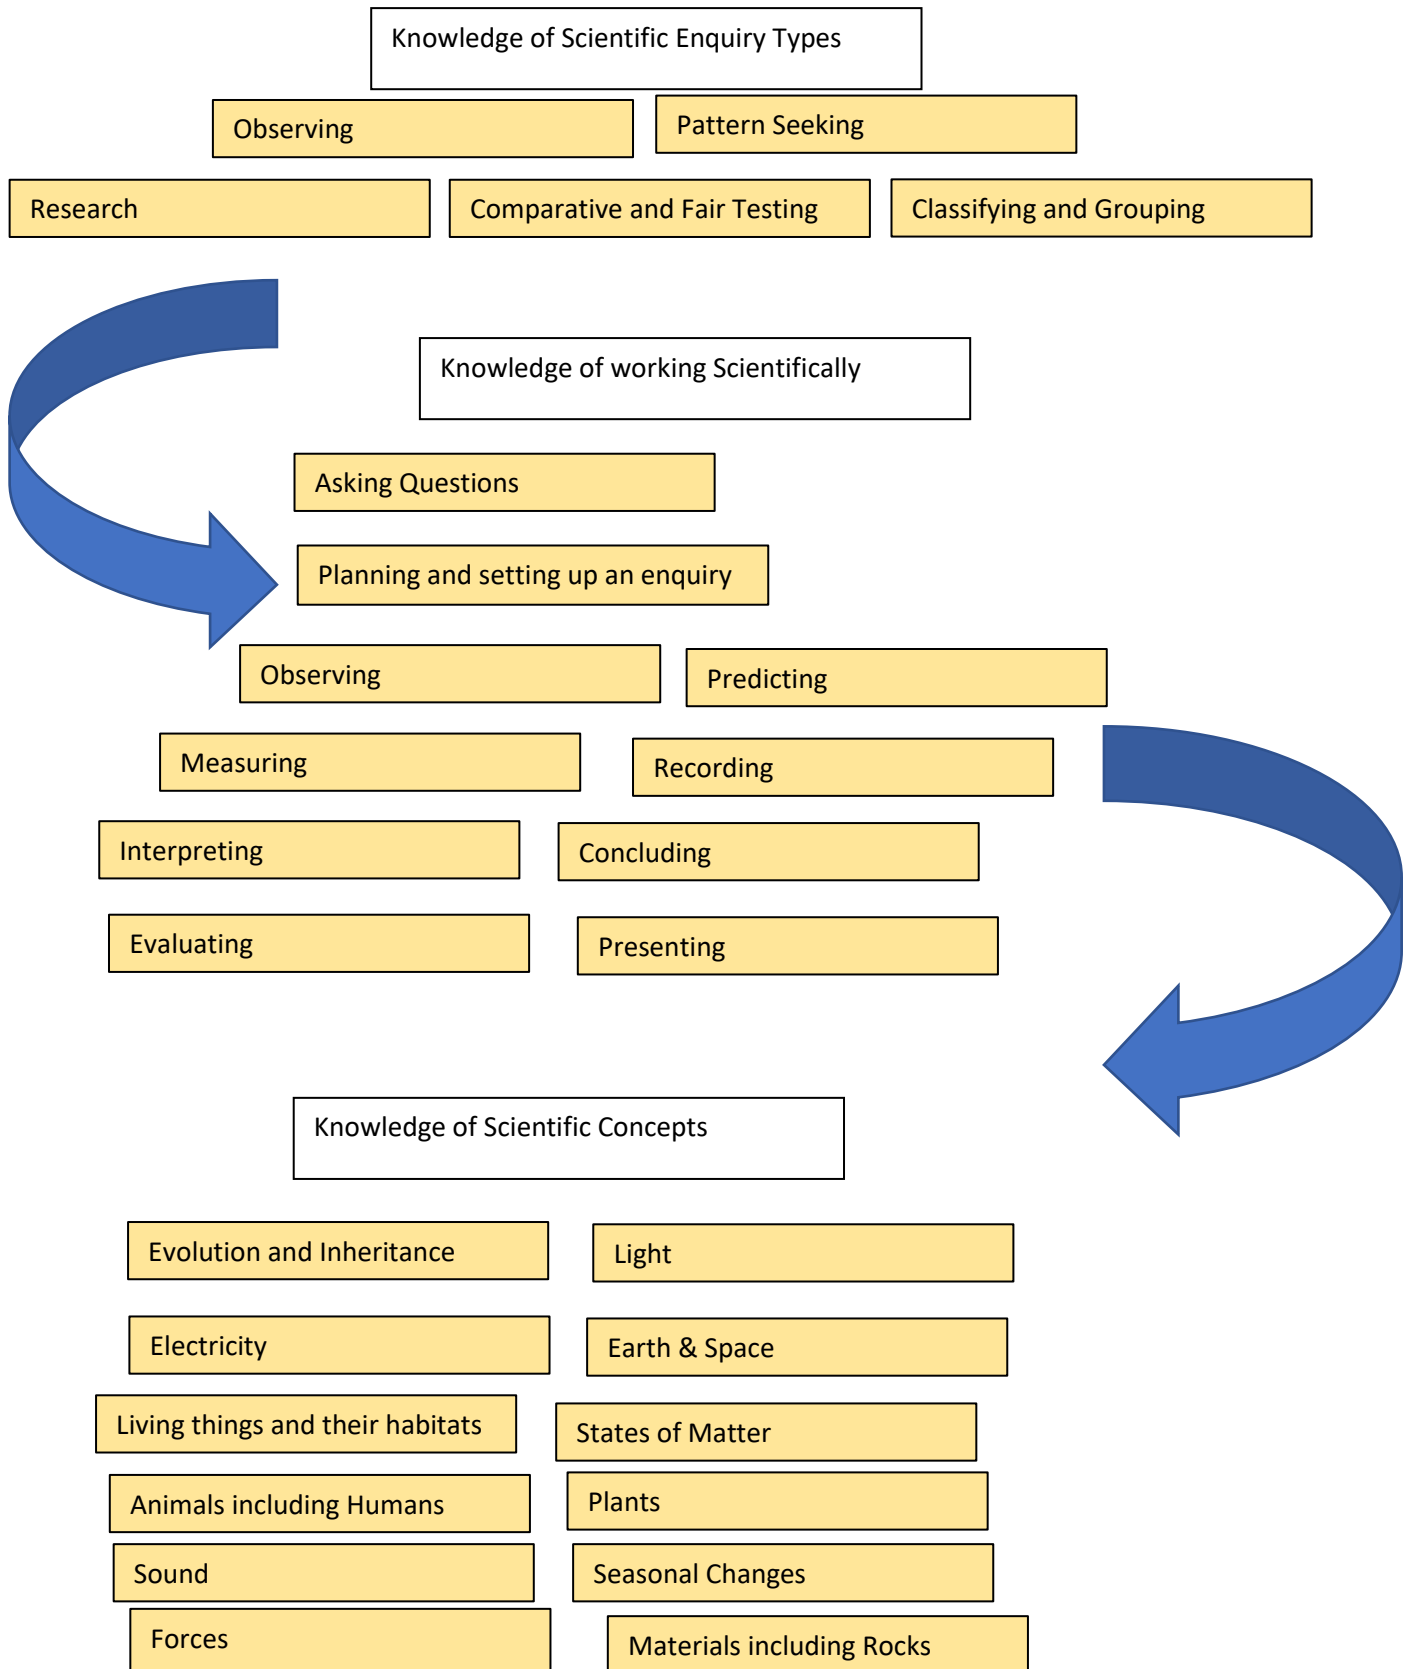 Knowledge of Scientific Enquiry Types
Observing
Pattern Seeking
Research
Comparative and Fair Testing
Classifying and Grouping
Knowledge of working Scientifically
Asking Questions
Planning and setting up an enquiry
Observing
Predicting
Measuring
Recording
Interpreting
Concluding
Evaluating
Presenting
Knowledge of Scientific Concepts
Evolution and Inheritance
Light
Electricity
Earth & Space
Living things and their habitats
States of Matter
Animals including Humans
Plants
Sound
Seasonal Changes
Forces
Materials including Rocks